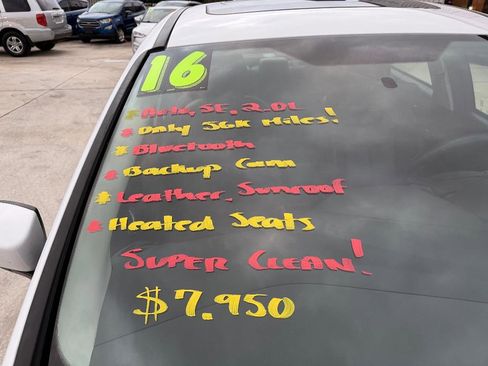 16
* Auto, SE, 2.0L
* Only 56K Miles!
* Bluetooth
* Backup Cam
* Leather, Sunroof
* Heated Seats
SUPER CLEAN!
$7,950